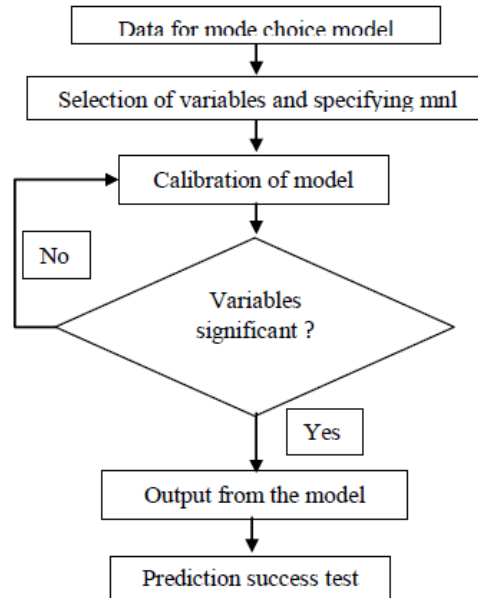 Data for mode choice model
Selection of variables and specifying mnl
Calibration of model
No
Variables
significant ?
Yes
Output from the model
Prediction success test